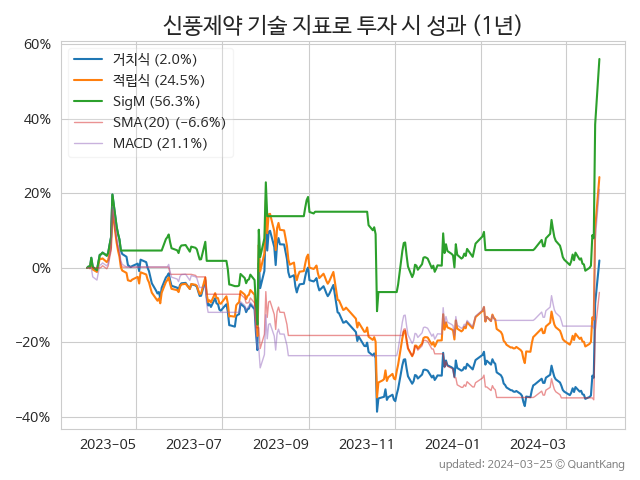 신풍제약 기술 지표로 투자 시 성과 (1년)
60%
40%
20%
0%
−20%
−40%
거치식 (2.0%)
적립식 (24.5%)
SigM (56.3%)
SMA(20) (−6.6%)
MACD (21.1%)
2023−05
2023−07
2023−09
2023−11
2024−01
2024−03
updated: 2024−03−25 © QuantKang